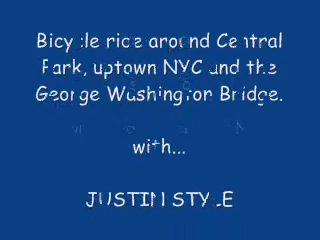 Bicycle ride around Central
Park, uptown NYC and the
George Washington Bridge.
with...
JUSTIN STYLE